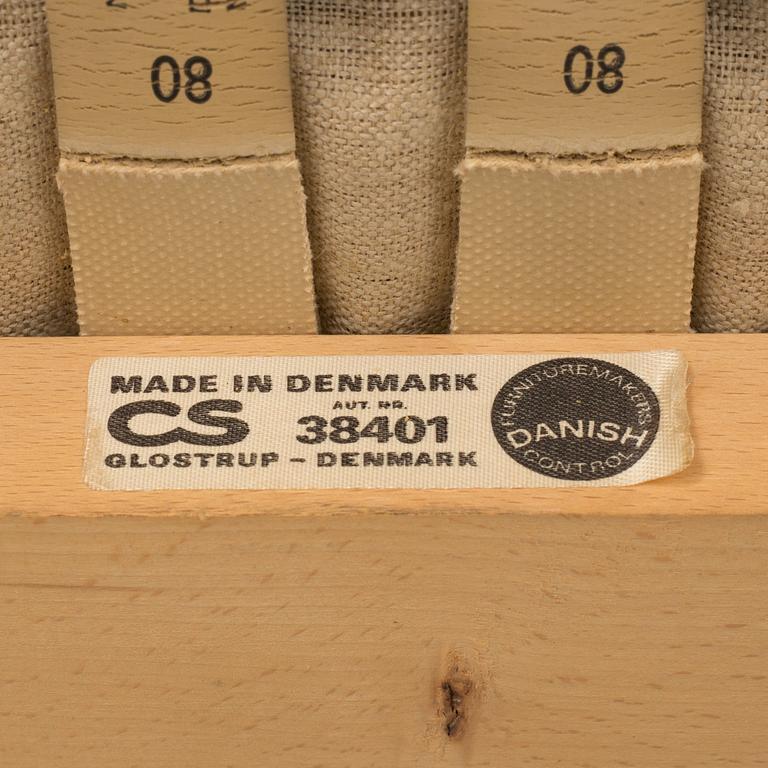 08
08
MADE IN DENMARK
CS
AUT. NR.
38401
GLOSTRUP - DENMARK
FURNITUREMAKERS
DANISH
CONTROL